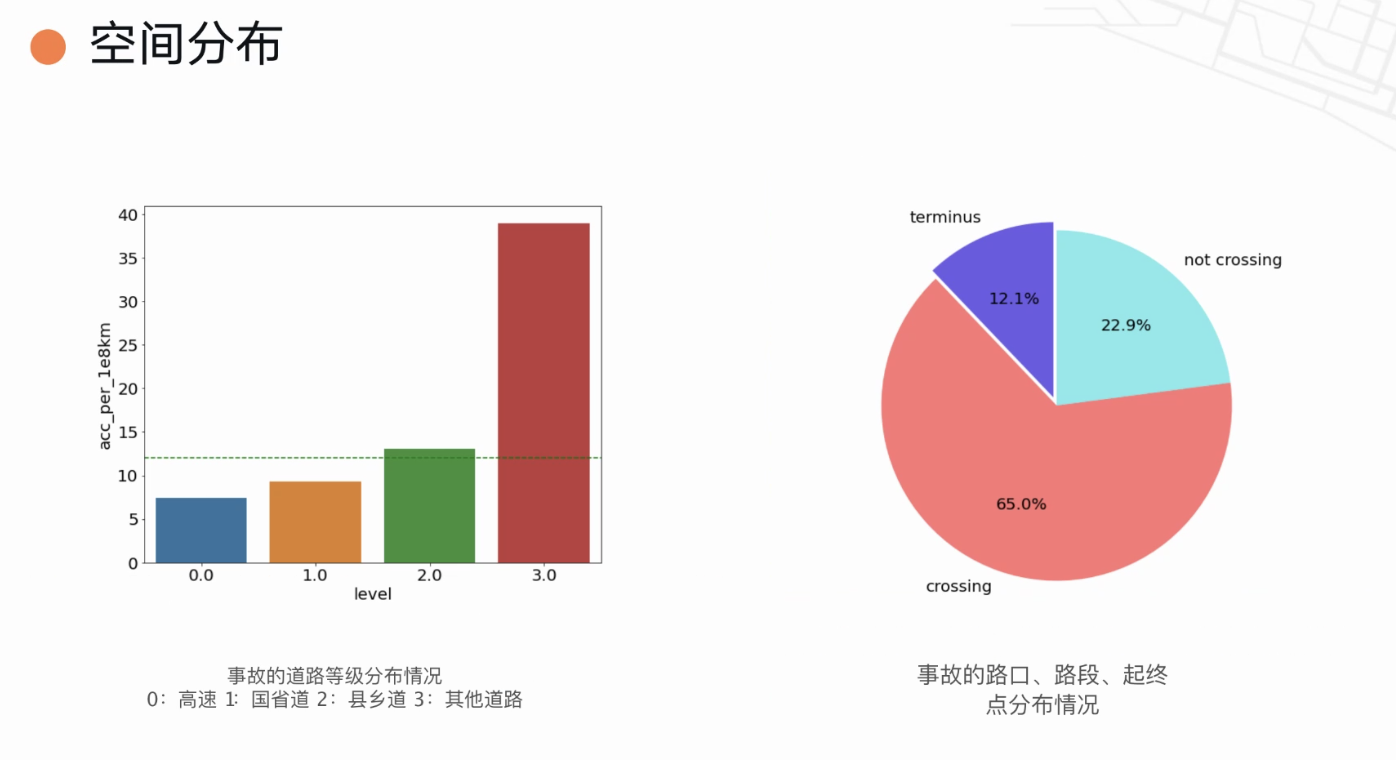 空间分布
40
35
30
25
20
15
10
5
0
acc_per_1e8km
0.0 1.0 2.0 3.0
level
事故的道路等级分布情况
0：高速 1：国省道 2：县乡道 3：其他道路
terminus
not crossing
12.1%
22.9%
65.0%
crossing
事故的路口、路段、起终
点分布情况